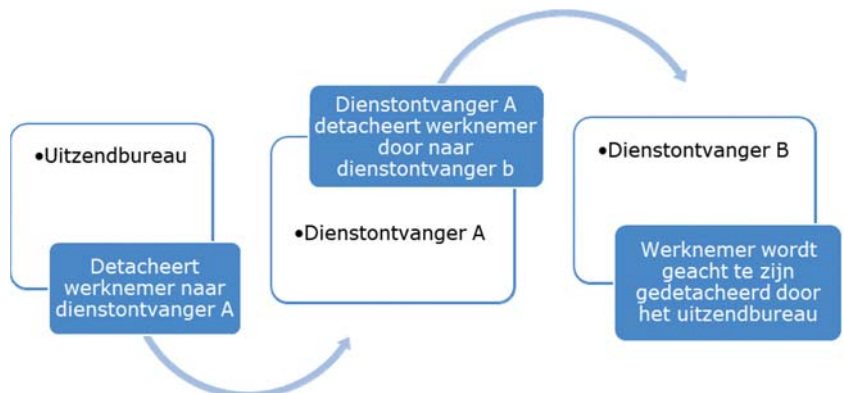 •Uitzendbureau
Detacheert
werknemer naar
dienstontvanger A
Dienstontvanger A
detacheert werknemer
door naar
dienstontvanger b
•Dienstontvanger A
•Dienstontvanger B
Werknemer wordt
geacht te zijn
gedetacheerd door
het uitzendbureau